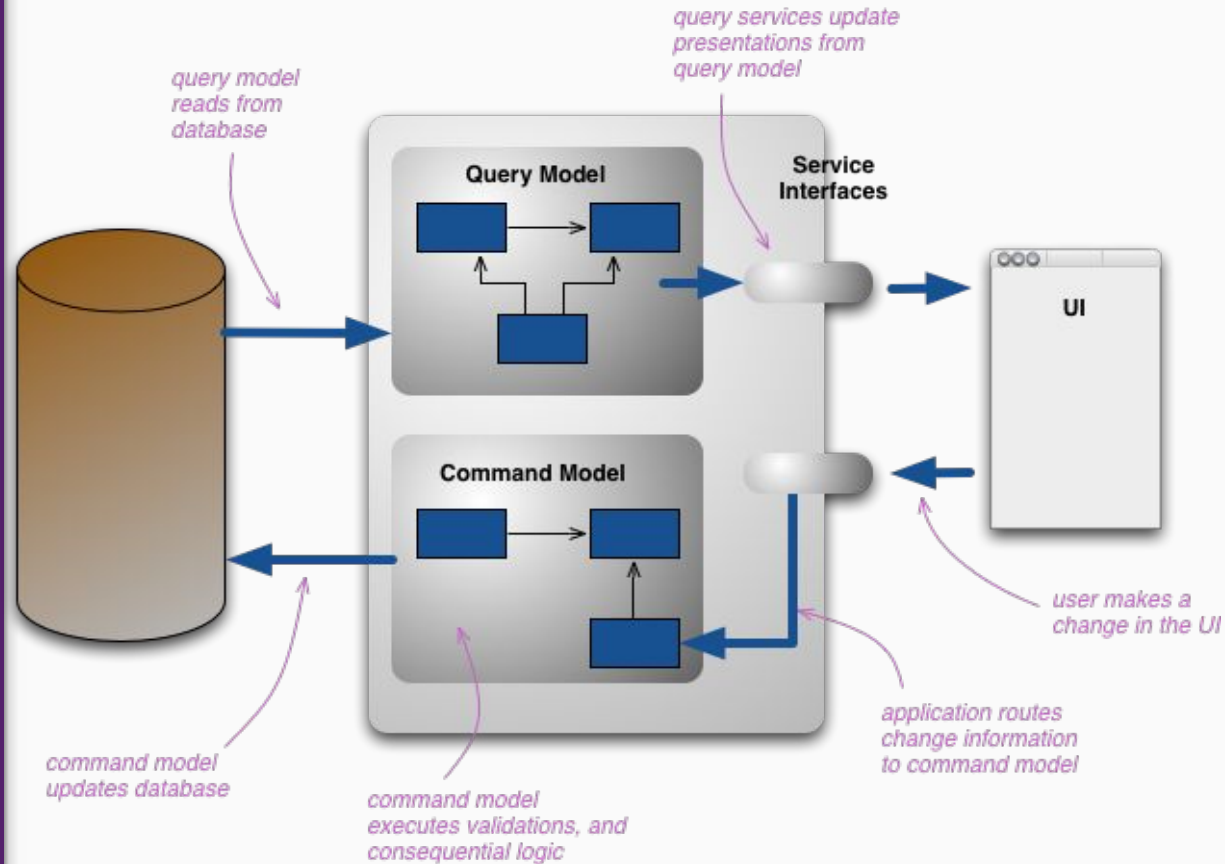 query services update
presentations from
query model
query model
reads from
database
Query Model
Service
Interfaces
UI
Command Model
user makes a
change in the UI
application routes
change information
to command model
command model
updates database
command model
executes validations, and
consequential logic